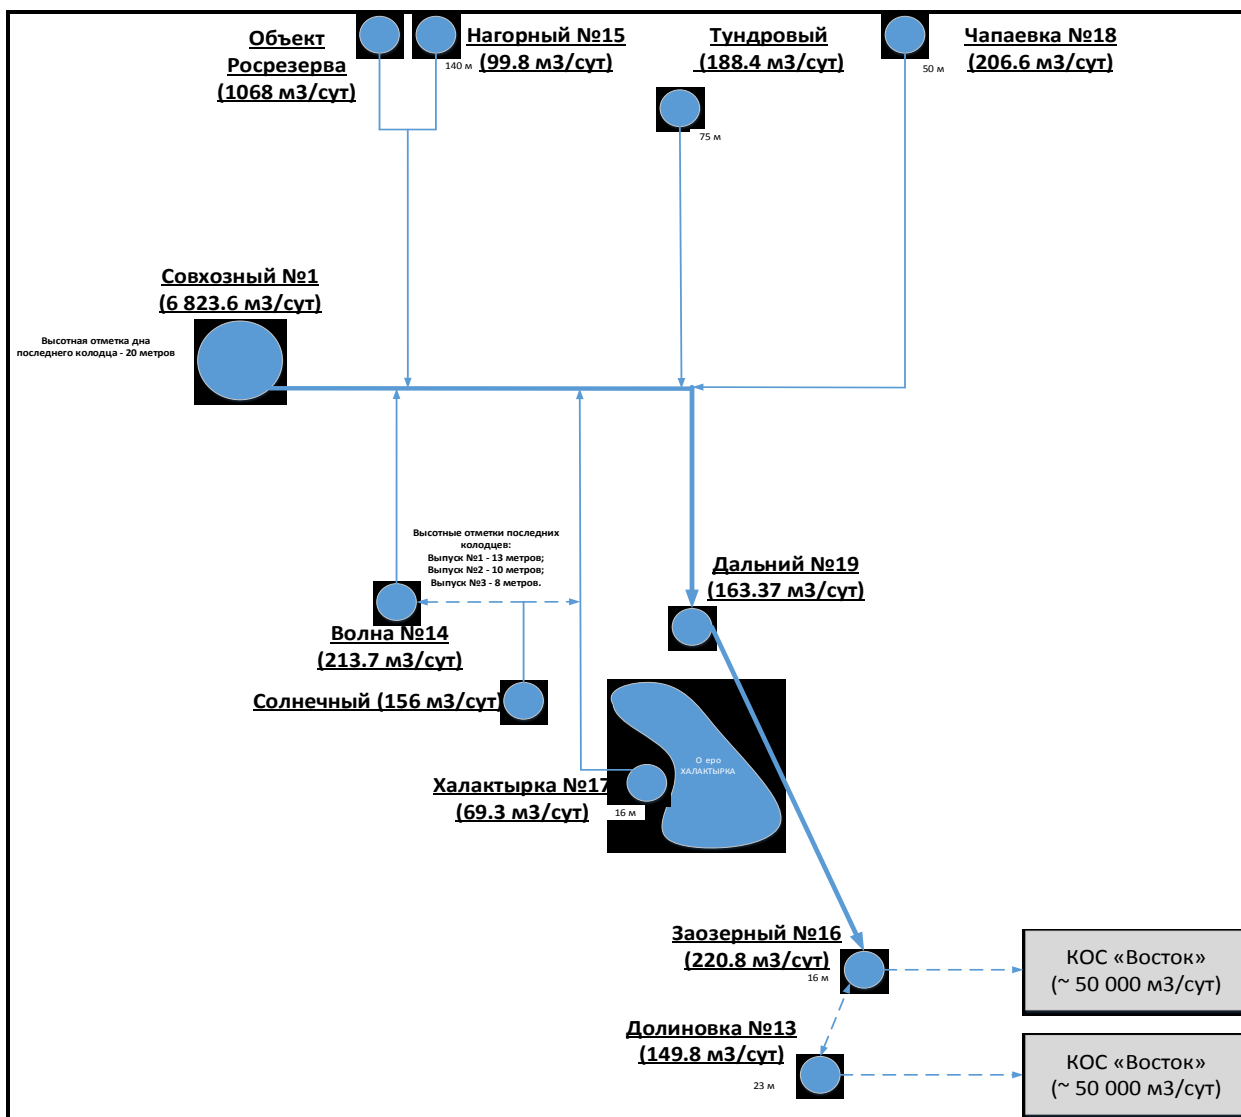 Объект
Росрезерва
(1068 м3/сут)
Нагорный №15
(99.8 м3/сут)
140 м
Тундровый
(188.4 м3/сут)
75 м
Чапаевка №18
(206.6 м3/сут)
50 м
Совхозный №1
(6 823.6 м3/сут)
Высотная отметка дна
последнего колодца - 20 метров
Высотные отметки последних
колодцев:
Выпуск №1 - 13 метров;
Выпуск №2 - 10 метров;
Выпуск №3 - 8 метров.
Волна №14
(213.7 м3/сут)
Дальний №19
(163.37 м3/сут)
Солнечный (156 м3/сут)
О еро
ХАЛАКТЫРКА
Халактырка №17
(69.3 м3/сут)
16 м
Заозерный №16
(220.8 м3/сут)
16 м
КОС «Восток»
(~ 50 000 м3/сут)
Долиновка №13
(149.8 м3/сут)
23 м
КОС «Восток»
(~ 50 000 м3/сут)